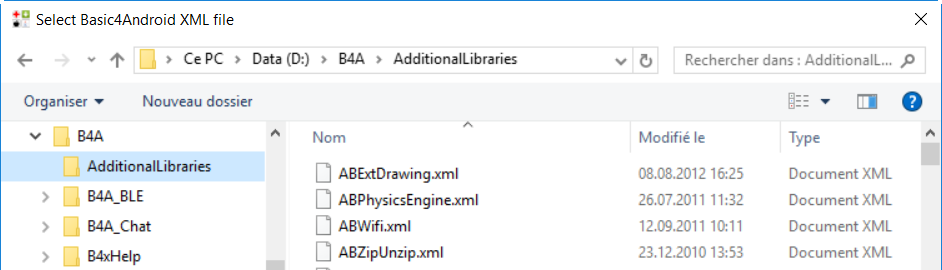 Select Basic4Android XML file
Ce PC > Data (D:) > B4A > AdditionalLibraries
Rechercher dans : AdditionalL...
Organiser
Nouveau dossier
B4A
AdditionalLibraries
B4A_BLE
B4A_Chat
B4xHelp
Nom Modifié le Type
ABExtDrawing.xml 08.08.2012 16:25 Document XML
ABPhysicsEngine.xml 26.07.2011 11:32 Document XML
ABWifi.xml 12.09.2011 10:11 Document XML
ABZipUnzip.xml 23.12.2010 13:53 Document XML